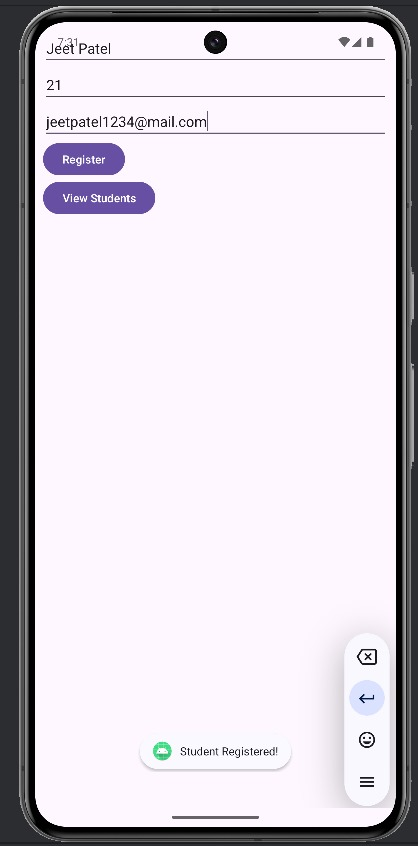 7:31
Jeet Patel
21
jeetpatel1234@mail.com
Register
View Students
Student Registered!